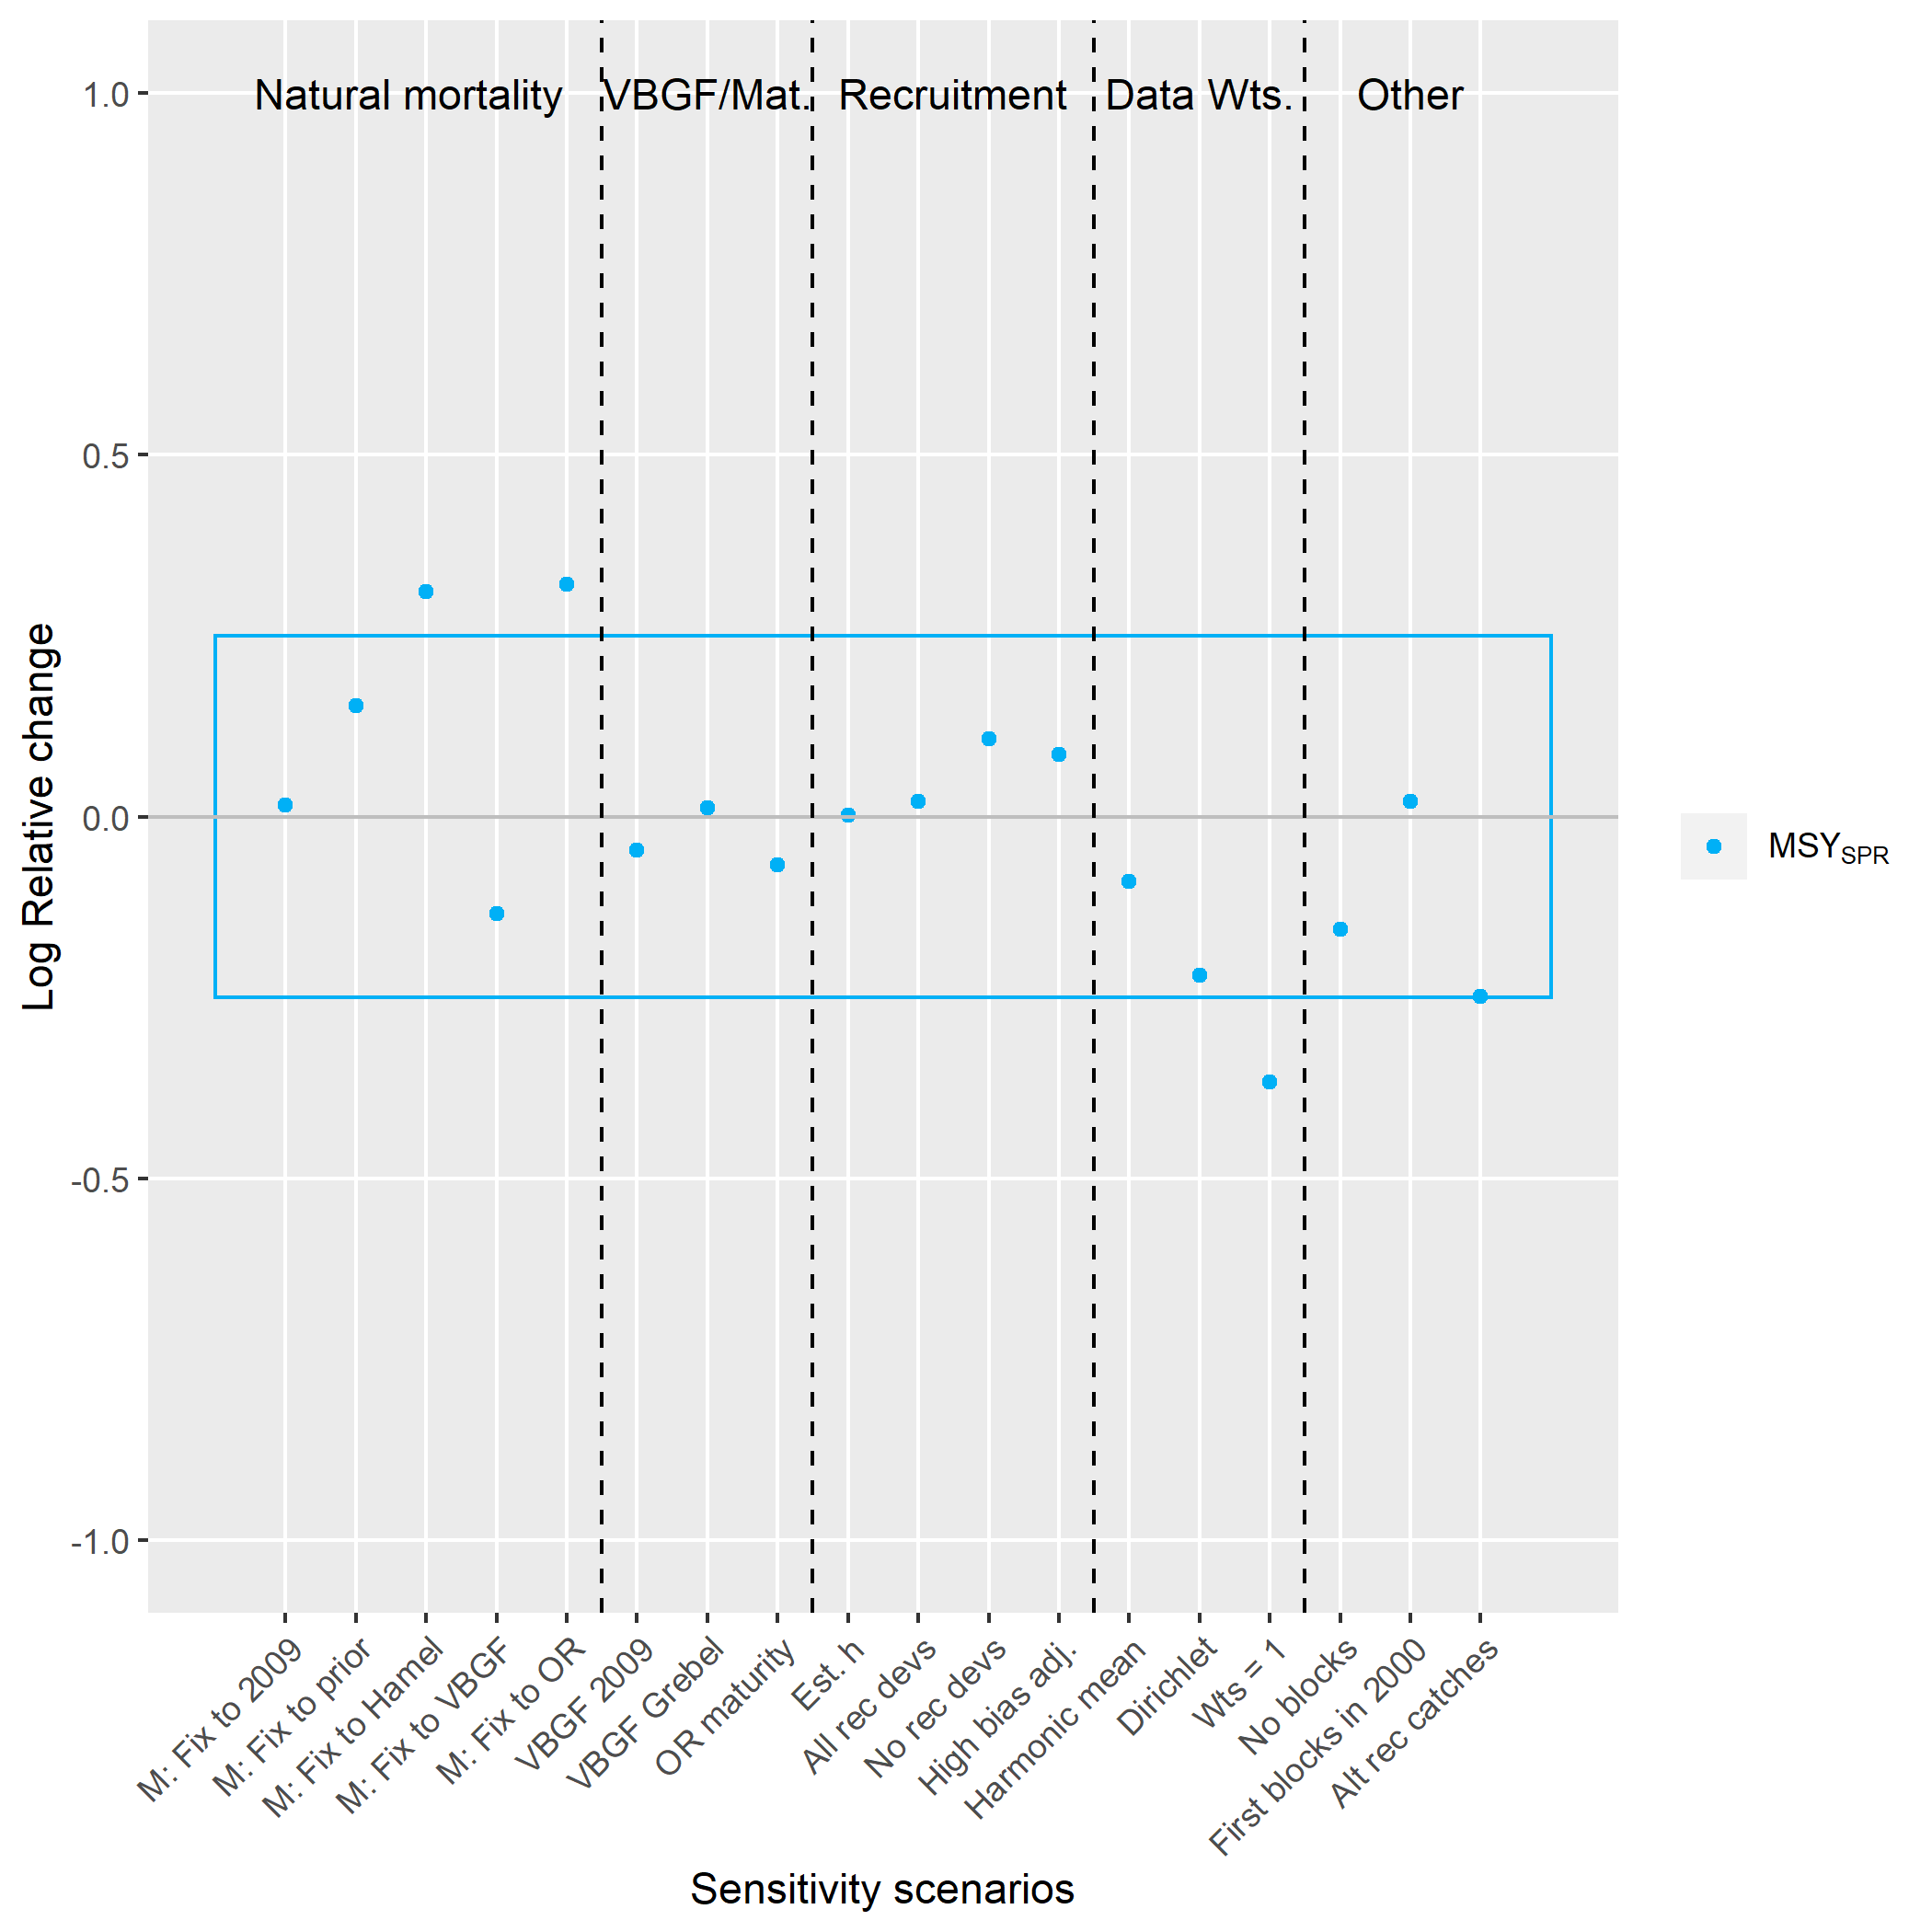 Natural mortality VBGF/Mat. Recruitment Data Wts. Other
1.0
0.5
0.0
-0.5
-1.0
Log Relative change
MSY_SPR
M: Fix to 2009
M: Fix to prior
M: Fix to Hamel
M: Fix to VBGF
M: Fix to OR
VBGF 2009
VBGF Grebel
OR maturity
Est. h
All rec devs
No rec devs
High bias adj.
Harmonic mean
Dirichlet
Wts = 1
No blocks
First blocks in 2000
Alt rec catches
Sensitivity scenarios